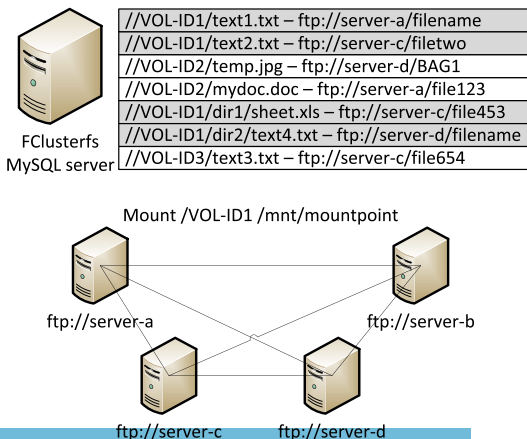 //VOL-ID1/text1.txt – ftp://server-a/filename
//VOL-ID1/text2.txt – ftp://server-c/filetwo
//VOL-ID2/temp.jpg – ftp://server-d/BAG1
//VOL-ID2/mydoc.doc – ftp://server-a/file123
//VOL-ID1/dir1/sheet.xls – ftp://server-c/file453
//VOL-ID1/dir2/text4.txt – ftp://server-d/filename
//VOL-ID3/text3.txt – ftp://server-c/file654
FClusterfs
MySQL server
Mount /VOL-ID1 /mnt/mountpoint
ftp://server-a
ftp://server-b
ftp://server-c
ftp://server-d